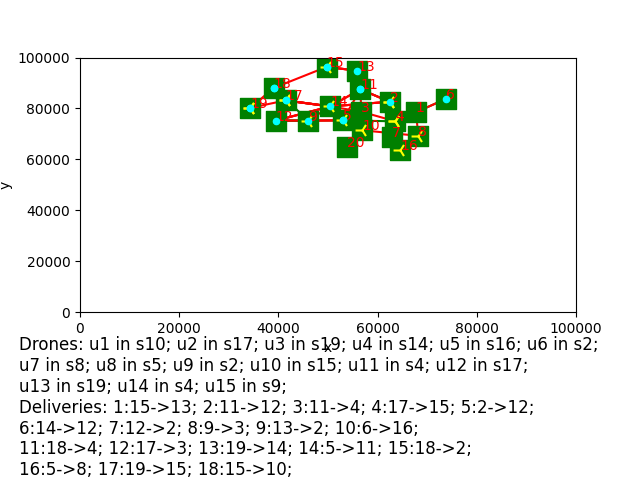 100000
80000
60000
40000
20000
0
y
0 20000 40000 60000 80000 100000
x
Drones: u1 in s10; u2 in s17; u3 in s19; u4 in s14; u5 in s16; u6 in s2;
u7 in s8; u8 in s5; u9 in s2; u10 in s15; u11 in s4; u12 in s17;
u13 in s19; u14 in s4; u15 in s9;
Deliveries: 1:15->13; 2:11->12; 3:11->4; 4:17->15; 5:2->12;
6:14->12; 7:12->2; 8:9->3; 9:13->2; 10:6->16;
11:18->4; 12:17->3; 13:19->14; 14:5->11; 15:18->2;
16:5->8; 17:19->15; 18:15->10;